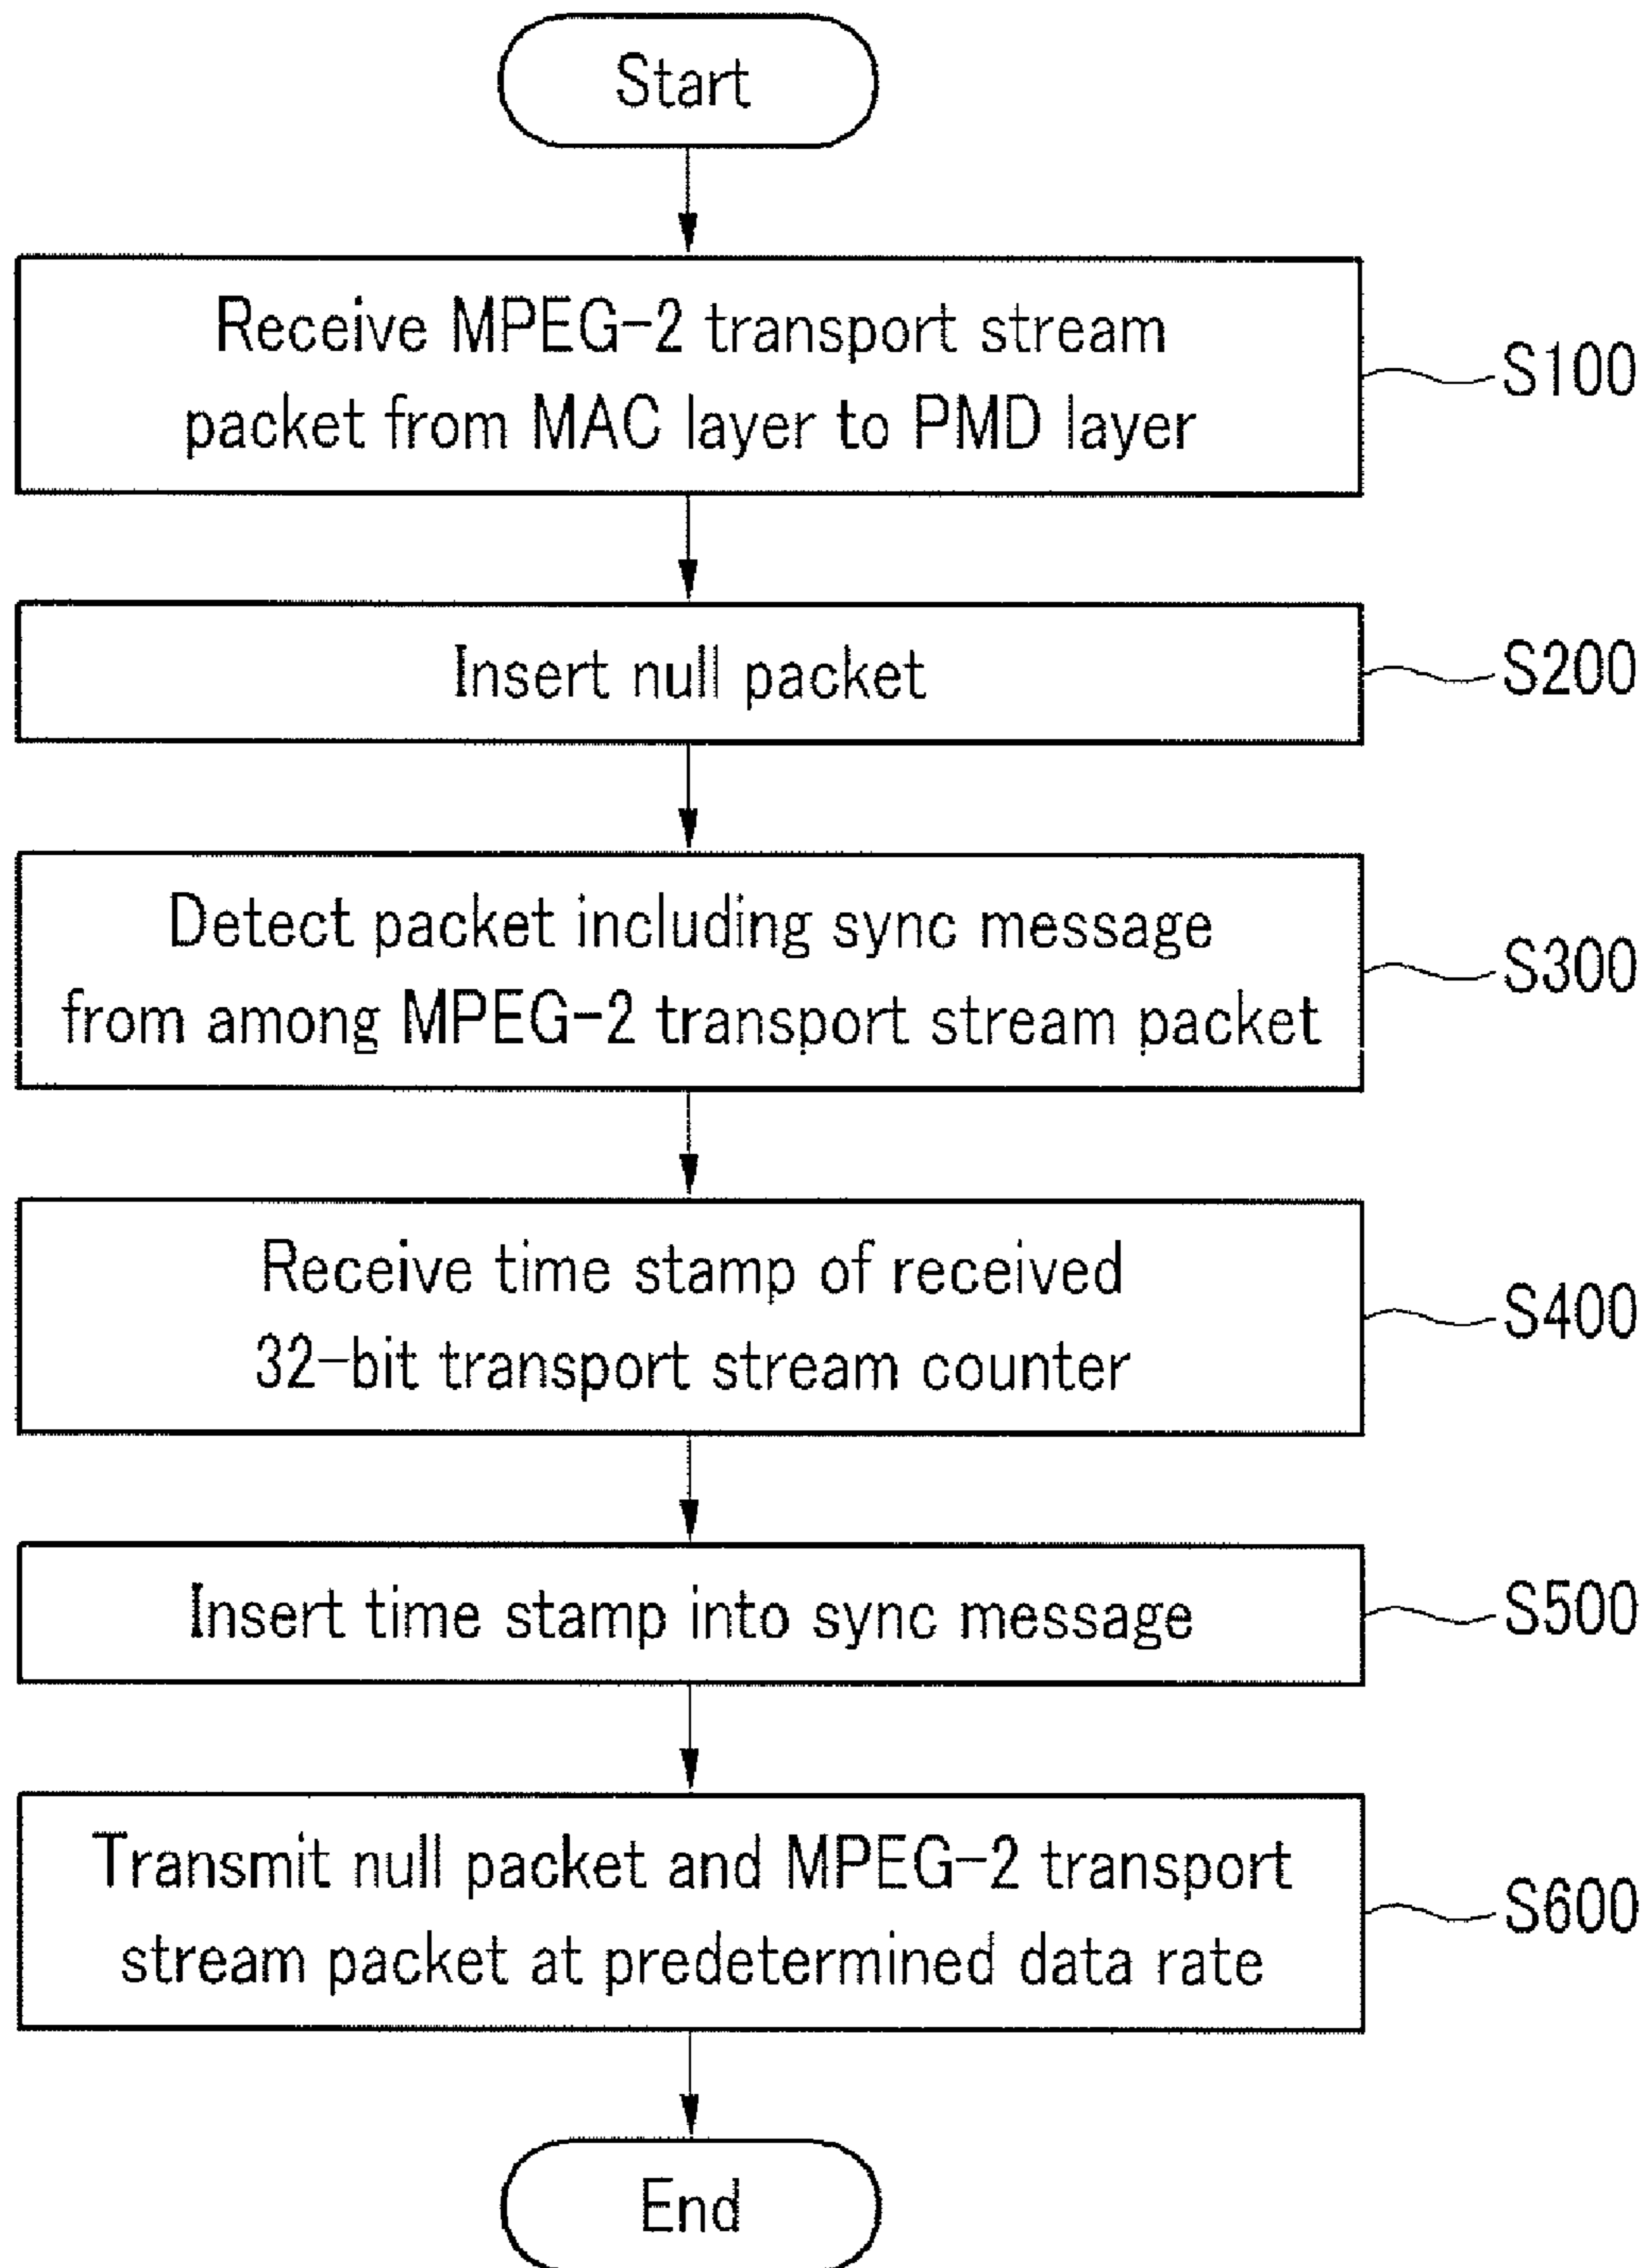 Start
Receive MPEG-2 transport stream
packet from MAC layer to PMD layer
S100
Insert null packet
S200
Detect packet including sync message
from among MPEG-2 transport stream packet
S300
Receive time stamp of received
32-bit transport stream counter
S400
Insert time stamp into sync message
S500
Transmit null packet and MPEG-2 transport
stream packet at predetermined data rate
S600
End